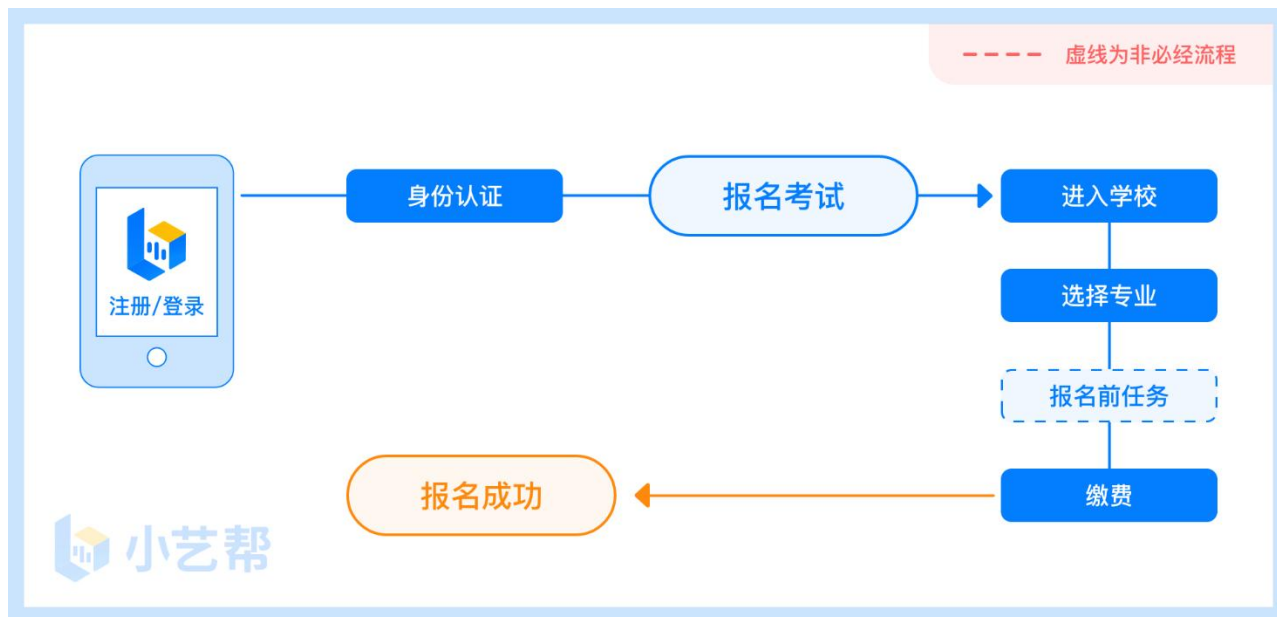 虚线为非必经流程
身份认证
报名考试
进入学校
注册/登录
选择专业
报名前任务
报名成功
缴费
小艺帮